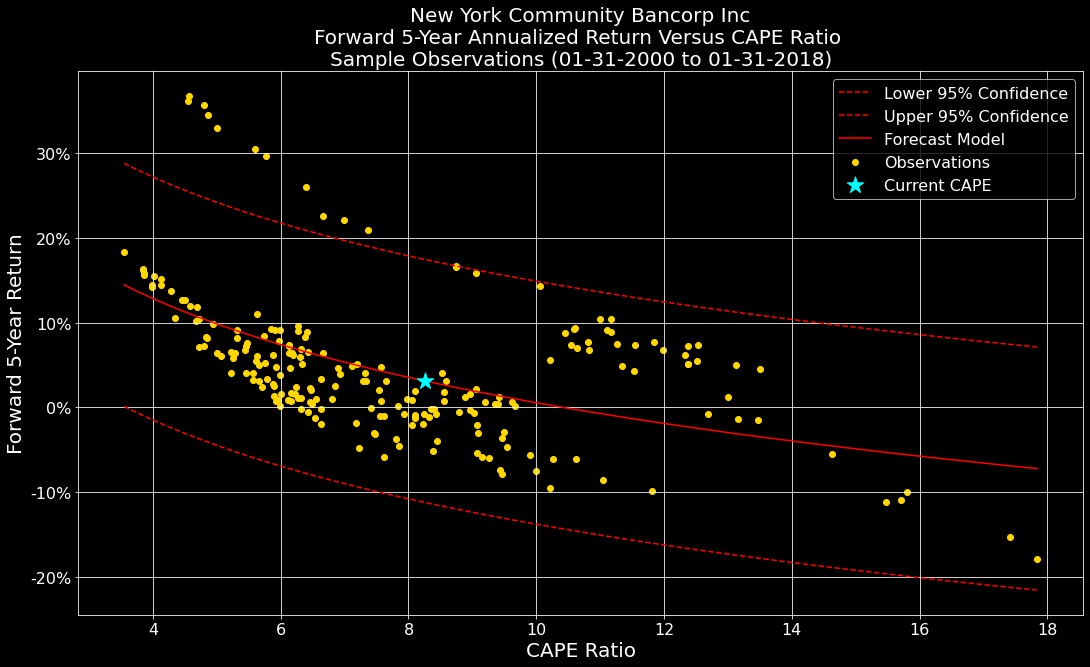 New York Community Bancorp Inc
Forward 5-Year Annualized Return Versus CAPE Ratio
Sample Observations (01-31-2000 to 01-31-2018)
Lower 95% Confidence
Upper 95% Confidence
Forecast Model
Observations
Current CAPE
Forward 5-Year Return
30%
20%
10%
0%
-10%
-20%
4 6 8 10 12 14 16 18
CAPE Ratio